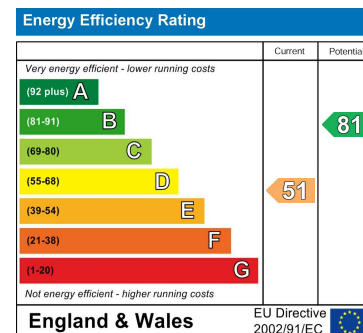 Energy Efficiency Rating
Current Potential
Very energy efficient - lower running costs
(92 plus) A
(81-91) B
81
(69-80) C
(55-68) D
51
(39-54) E
(21-38) F
(1-20) G
Not energy efficient - higher running costs
England & Wales
EU Directive
2002/91/EC